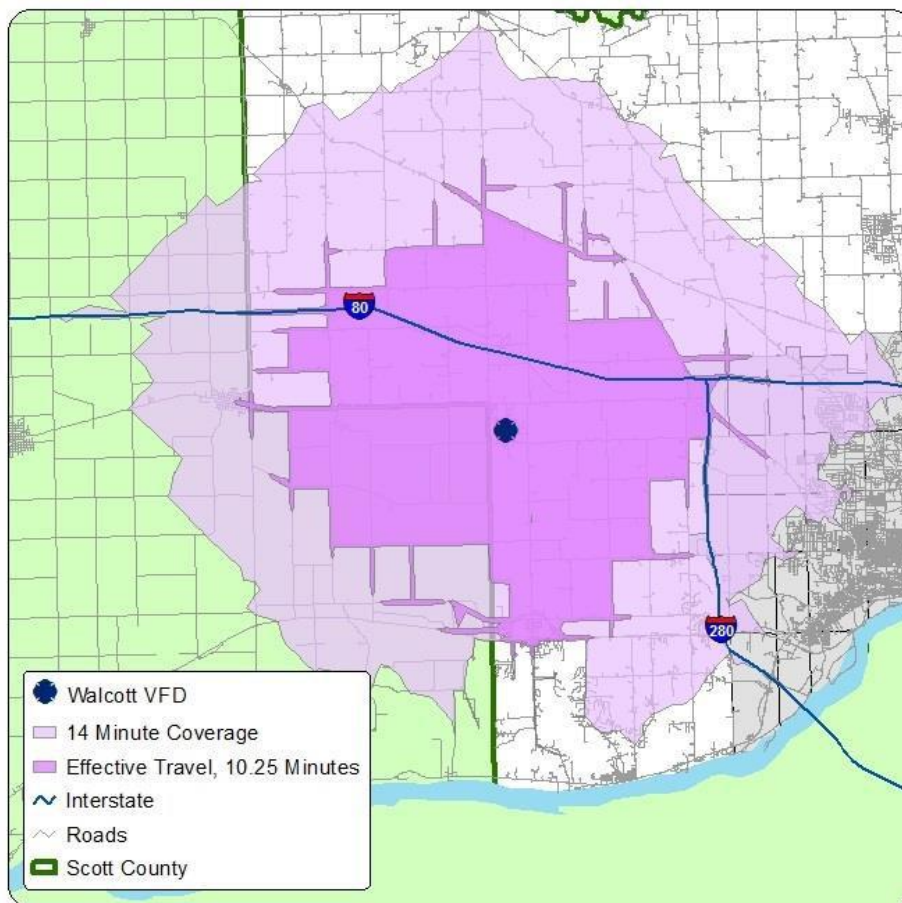 80
280
Walcott VFD
14 Minute Coverage
Effective Travel, 10.25 Minutes
Interstate
Roads
Scott County